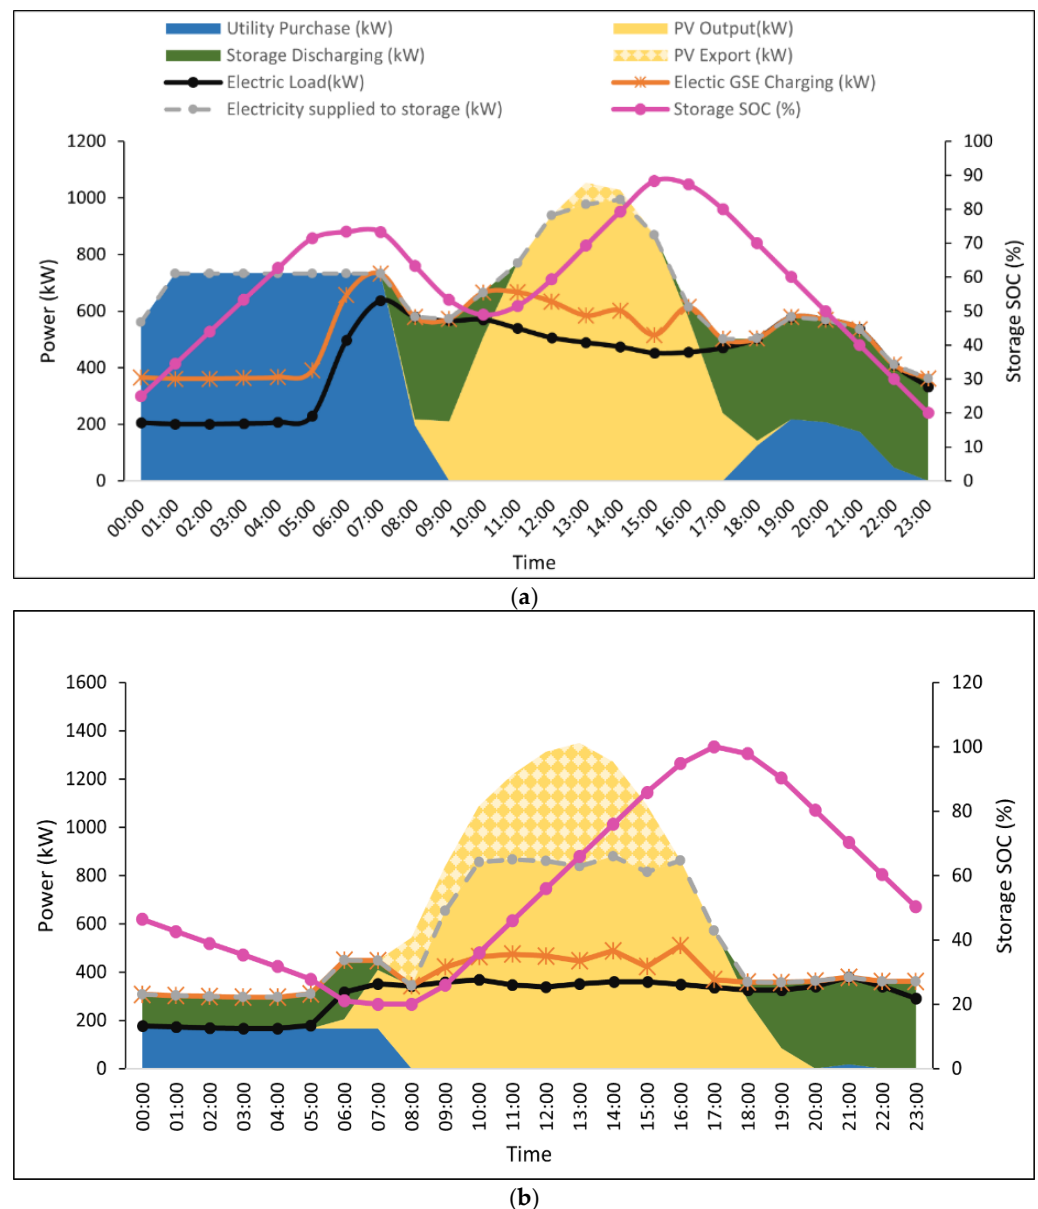 Utility Purchase (kW) PV Output(kW)
Storage Discharging (kW) PV Export (kW)
Electric Load(kW) Electic GSE Charging (kW)
Electricity supplied to storage (kW) Storage SOC (%)
1200 100
90
1000
80
70
800
60
600
50
40
400
30
200
20
10
0 0
Power (kW)
Storage SOC (%)
00:00 01:00 02:00 03:00 04:00 05:00 06:00 07:00 08:00 09:00 10:00 11:00 12:00 13:00 14:00 15:00 16:00 17:00 18:00 19:00 20:00 21:00 22:00 23:00
Time
(a)
1600 120
1400
100
1200
1000
80
800 60
600
40
400
20
200
0 0
Power (kW)
Storage SOC (%)
00:00 01:00 02:00 03:00 04:00 05:00 06:00 07:00 08:00 09:00 10:00 11:00 12:00 13:00 14:00 15:00 16:00 17:00 18:00 19:00 20:00 21:00 22:00 23:00
Time
(b)